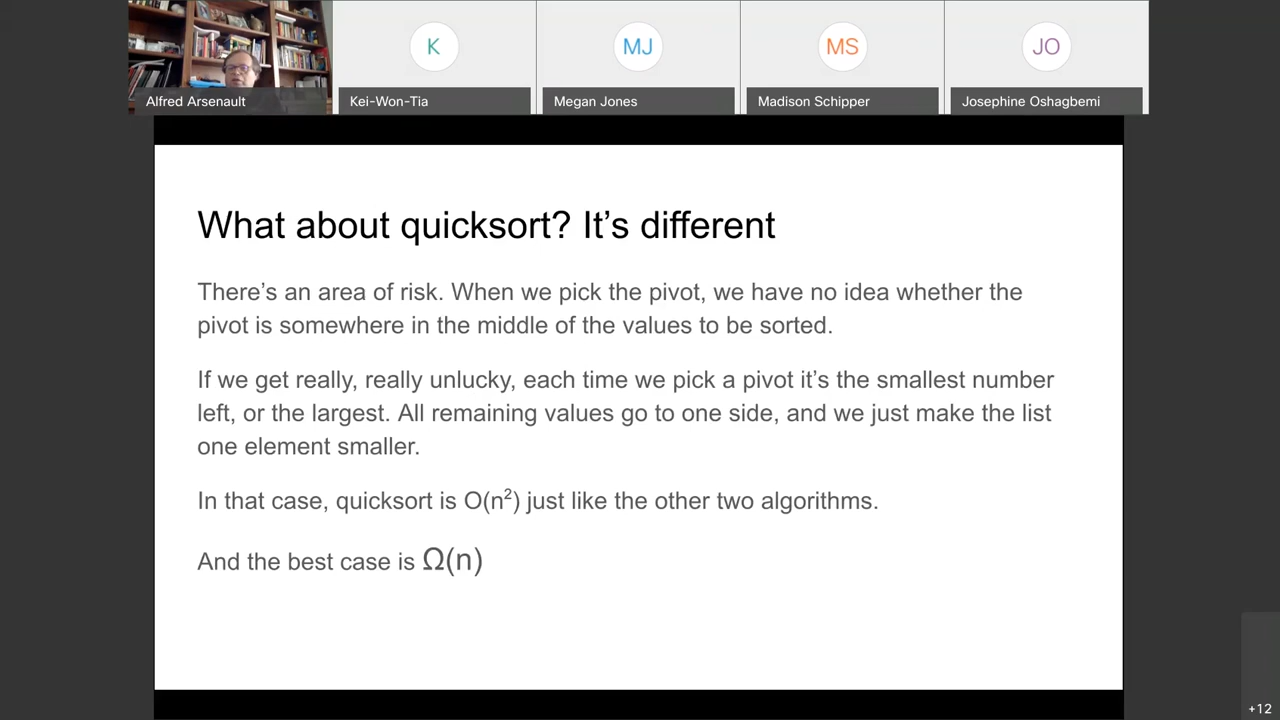 K
MJ
MS
JO
Alfred Arsenault
Kei-Won-Tia
Megan Jones
Madison Schipper
Josephine Oshagbemi
What about quicksort? It’s different
There’s an area of risk. When we pick the pivot, we have no idea whether the
pivot is somewhere in the middle of the values to be sorted.
If we get really, really unlucky, each time we pick a pivot it’s the smallest number
left, or the largest. All remaining values go to one side, and we just make the list
one element smaller.
In that case, quicksort is O(n²) just like the other two algorithms.
And the best case is Ω(n)
+12